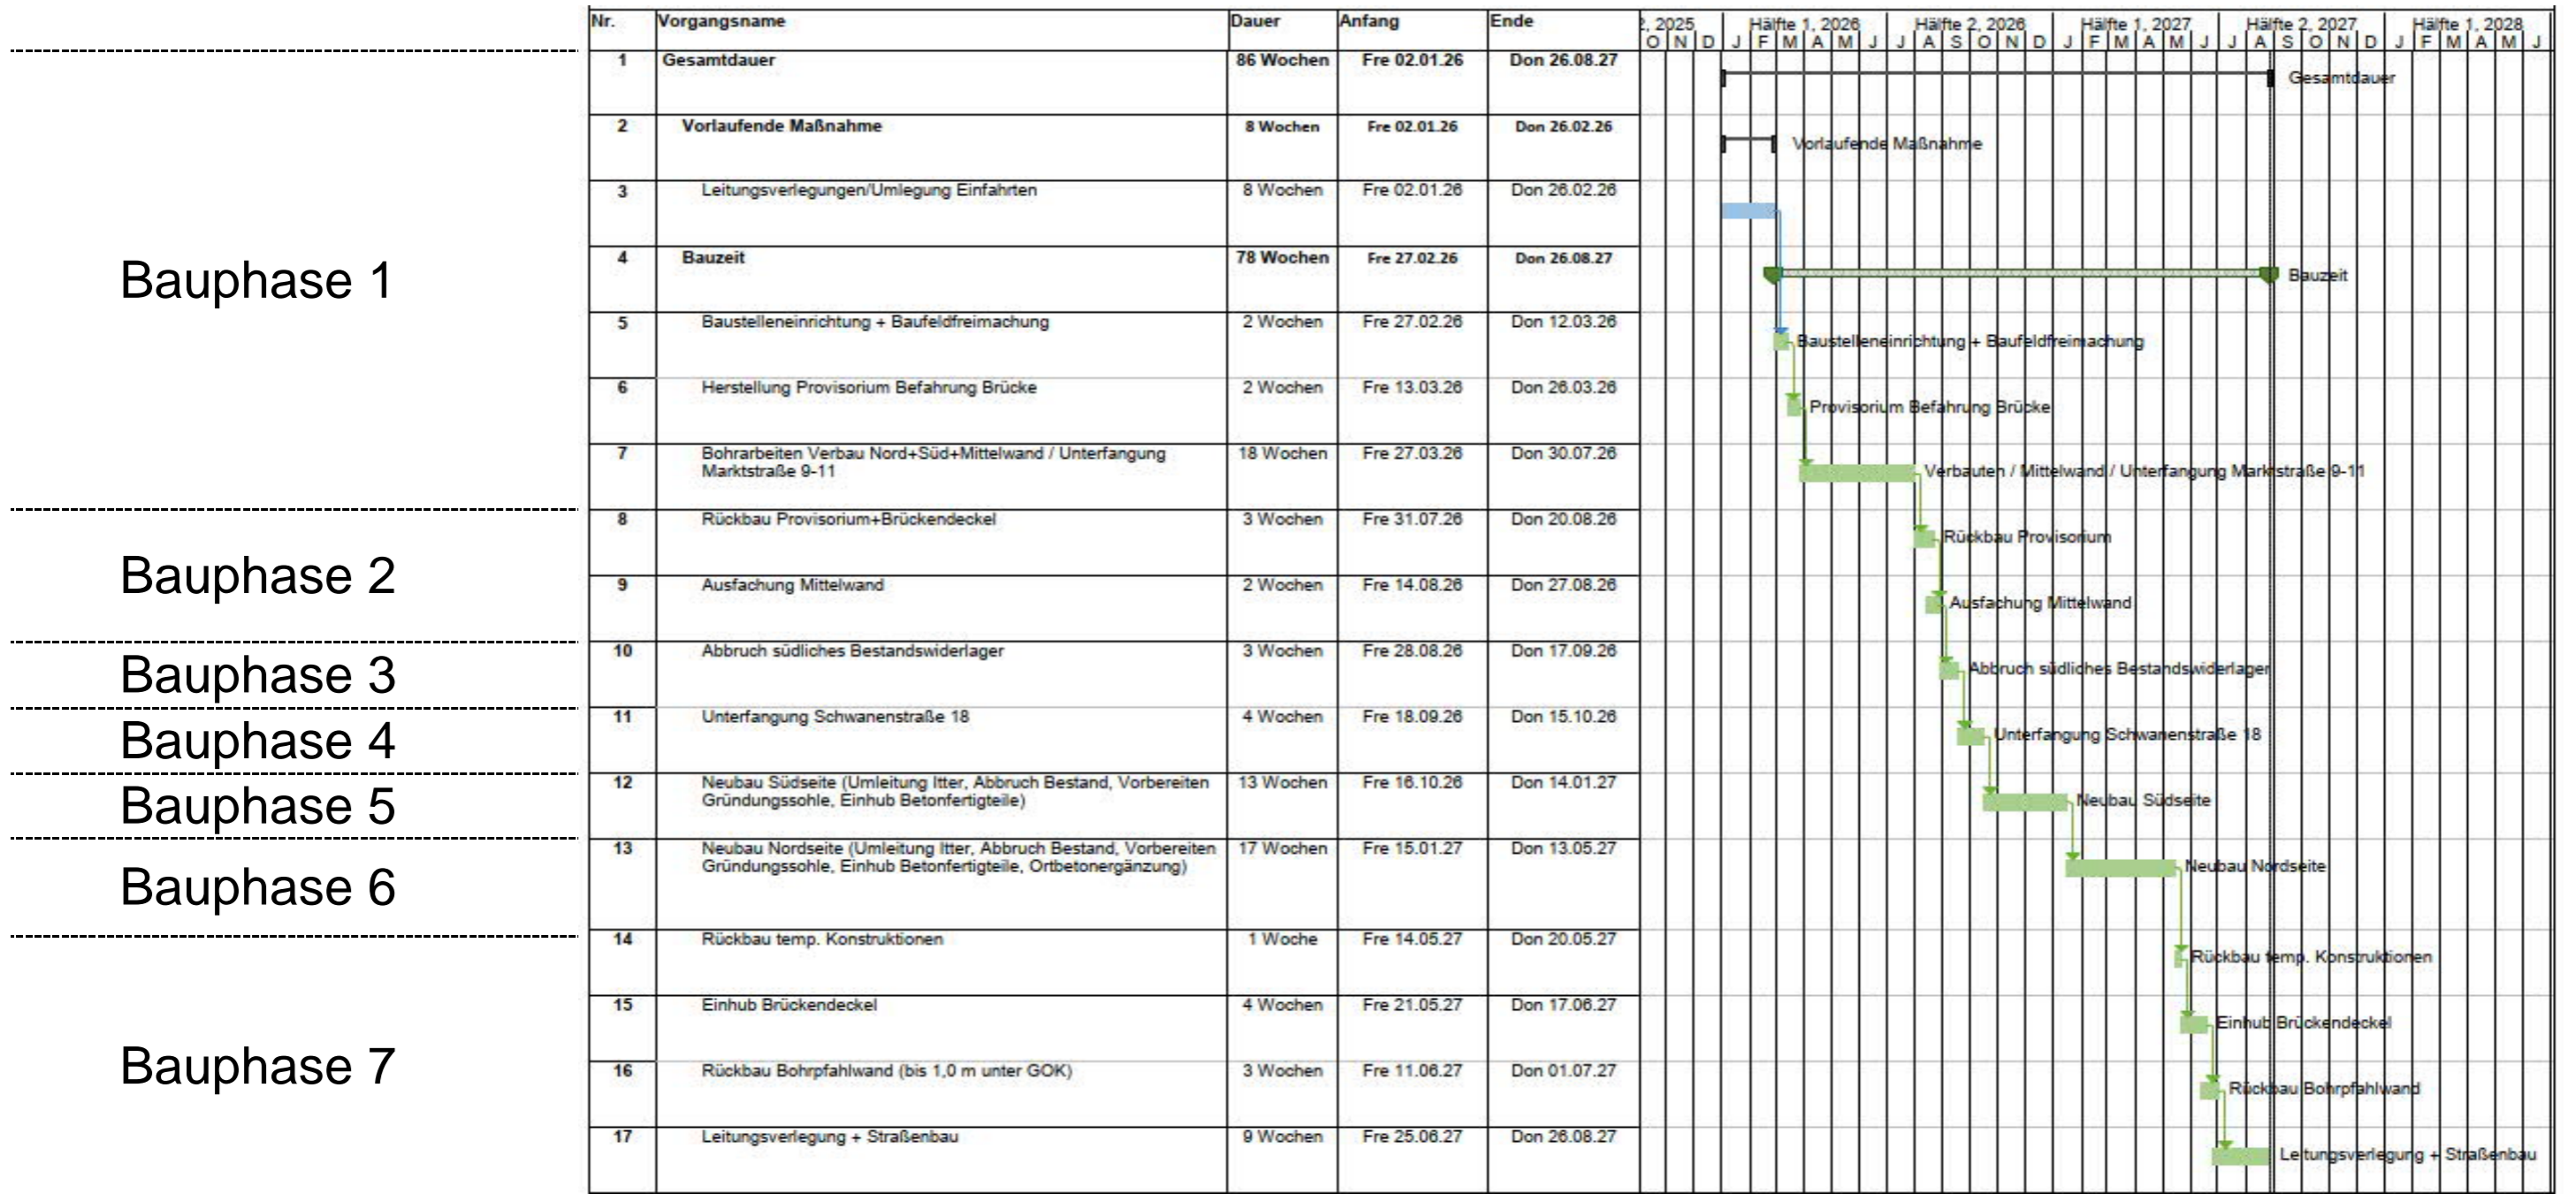 Nr. Vorgangsname Dauer Anfang Ende
2, 2025 Hälfte 1, 2026 Hälfte 2, 2026 Hälfte 1, 2027 Hälfte 2, 2027 Hälfte 1, 2028
O N D J F M A M J J A S O N D J F M A M J J A S O N D J F M A M J
Bauphase 1
1 Gesamtdauer 86 Wochen Fre 02.01.26 Don 26.08.27
Gesamtdauer
2 Vorlaufende Maßnahme 8 Wochen Fre 02.01.26 Don 26.02.26
Vorlaufende Maßnahme
3 Leitungsverlegungen/Umlegung Einfahrten 8 Wochen Fre 02.01.26 Don 26.02.26
4 Bauzeit 78 Wochen Fre 27.02.26 Don 26.08.27
Bauzeit
5 Baustelleneinrichtung + Baufeldfreimachung 2 Wochen Fre 27.02.26 Don 12.03.26
Baustelleneinrichtung + Baufeldfreimachung
6 Herstellung Provisorium Befahrung Brücke 2 Wochen Fre 13.03.26 Don 26.03.26
Provisorium Befahrung Brücke
7 Bohrarbeiten Verbau Nord+Süd+Mittelwand / Unterfangung 18 Wochen Fre 27.03.26 Don 30.07.26
Marktstraße 9-11
Verbauten / Mittelwand / Unterfangung Marktstraße 9-11
Bauphase 2
8 Rückbau Provisorium+Brückendeckel 3 Wochen Fre 31.07.26 Don 20.08.26
Rückbau Provisorium
9 Ausfachung Mittelwand 2 Wochen Fre 14.08.26 Don 27.08.26
Ausfachung Mittelwand
Bauphase 3
10 Abbruch südliches Bestandswiderlager 3 Wochen Fre 28.08.26 Don 17.09.26
Abbruch südliches Bestandswiderlager
Bauphase 4
11 Unterfangung Schwanenstraße 18 4 Wochen Fre 18.09.26 Don 15.10.26
Unterfangung Schwanenstraße 18
Bauphase 5
12 Neubau Südseite (Umleitung Itter, Abbruch Bestand, Vorbereiten 13 Wochen Fre 16.10.26 Don 14.01.27
Gründungssohle, Einhub Betonfertigteile)
Neubau Südseite
Bauphase 6
13 Neubau Nordseite (Umleitung Itter, Abbruch Bestand, Vorbereiten 17 Wochen Fre 15.01.27 Don 13.05.27
Gründungssohle, Einhub Betonfertigteile, Ortbetonergänzung)
Neubau Nordseite
Bauphase 7
14 Rückbau temp. Konstruktionen 1 Woche Fre 14.05.27 Don 20.05.27
Rückbau temp. Konstruktionen
15 Einhub Brückendeckel 4 Wochen Fre 21.05.27 Don 17.06.27
Einhub Brückendeckel
16 Rückbau Bohrpfahlwand (bis 1,0 m unter GOK) 3 Wochen Fre 11.06.27 Don 01.07.27
Rückbau Bohrpfahlwand
17 Leitungsverlegung + Straßenbau 9 Wochen Fre 25.06.27 Don 26.08.27
Leitungsverlegung + Straßenbau